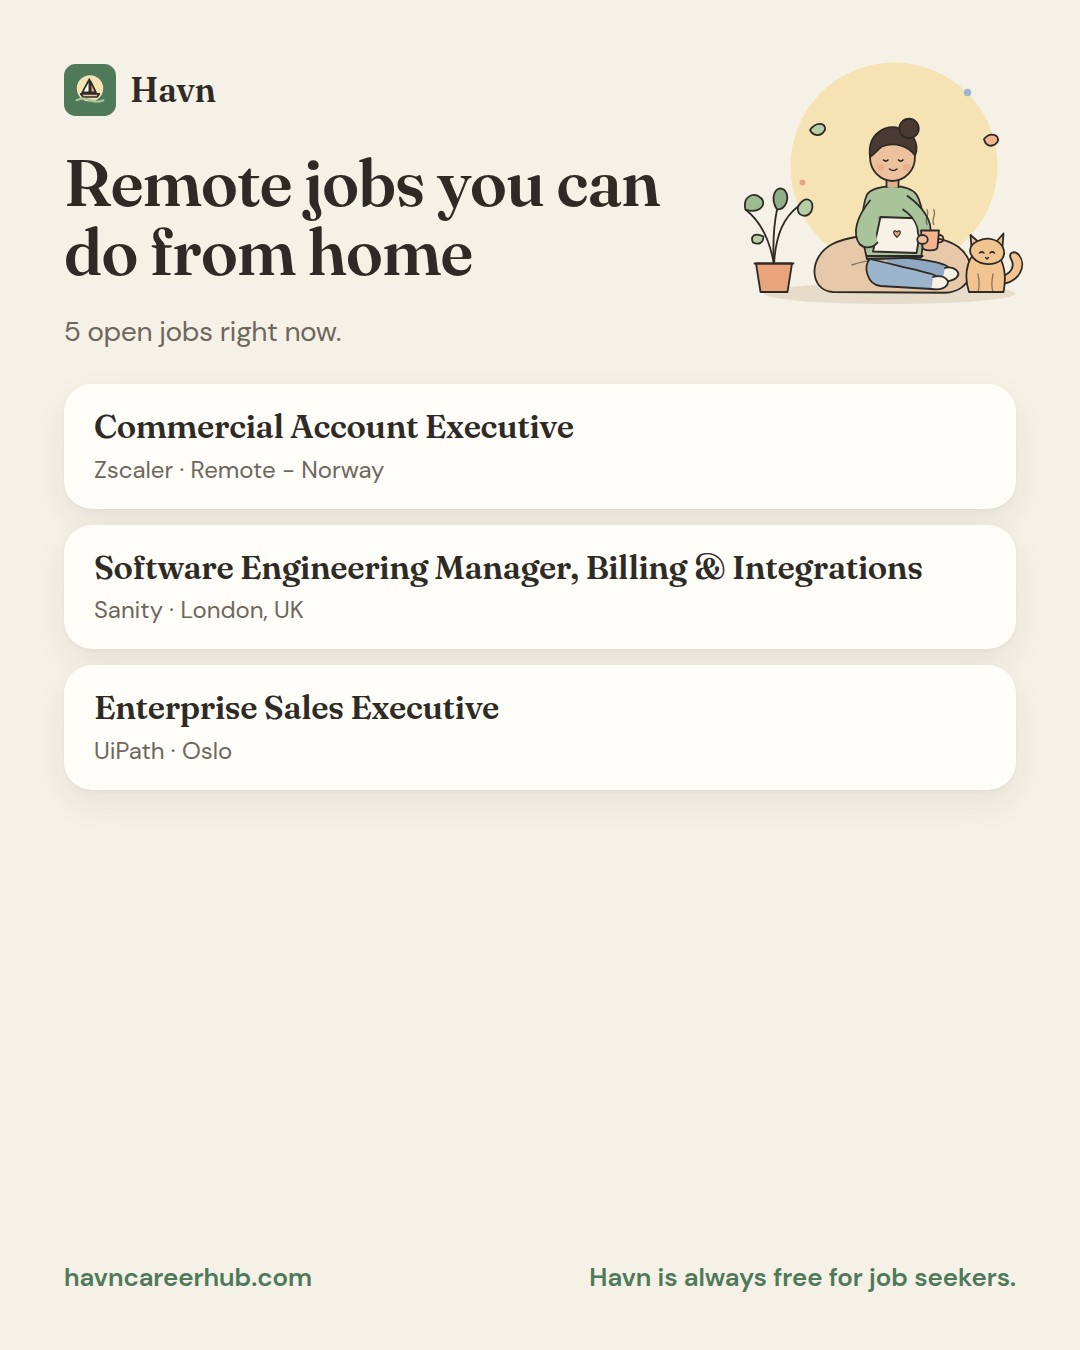 Havn
Remote jobs you can
do from home
5 open jobs right now.
Commercial Account Executive
Zscaler · Remote – Norway
Software Engineering Manager, Billing & Integrations
Sanity · London, UK
Enterprise Sales Executive
UiPath · Oslo
havncareerhub.com
Havn is always free for job seekers.